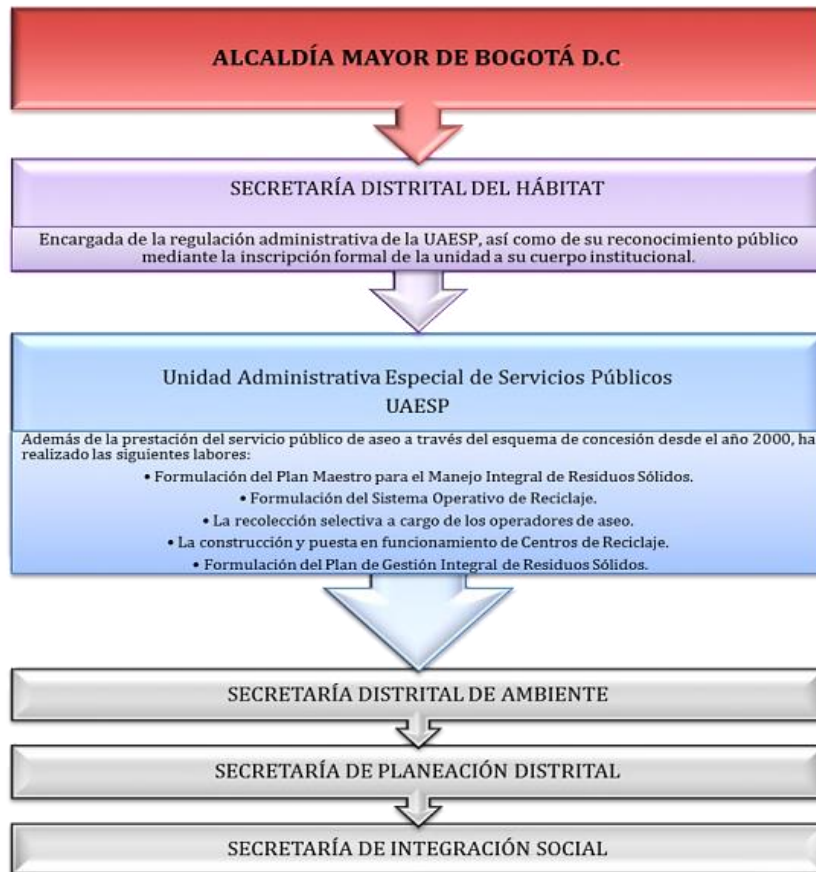 ALCALDÍA MAYOR DE BOGOTÁ D.C
SECRETARÍA DISTRITAL DEL HÁBITAT
Encargada de la regulación administrativa de la UAESP, así como de su reconocimiento público
mediante la inscripción formal de la unidad a su cuerpo institucional.
Unidad Administrativa Especial de Servicios Públicos
UAESP
Además de la prestación del servicio público de aseo a través del esquema de concesión desde el año 2000, ha
realizado las siguientes labores:
• Formulación del Plan Maestro para el Manejo Integral de Residuos Sólidos.
• Formulación del Sistema Operativo de Reciclaje.
• La recolección selectiva a cargo de los operadores de aseo.
• La construcción y puesta en funcionamiento de Centros de Reciclaje.
• Formulación del Plan de Gestión Integral de Residuos Sólidos.
SECRETARÍA DISTRITAL DE AMBIENTE
SECRETARÍA DE PLANEACIÓN DISTRITAL
SECRETARÍA DE INTEGRACIÓN SOCIAL